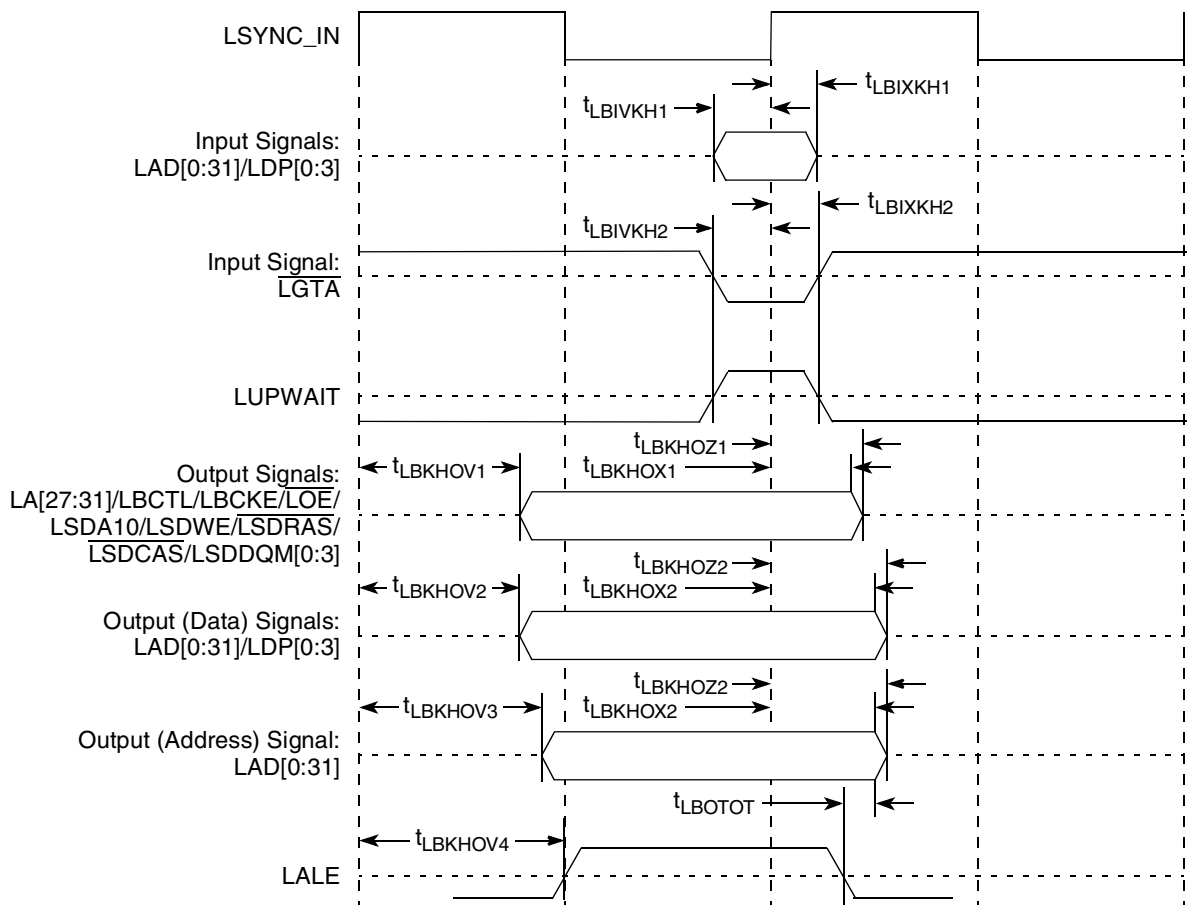 LSYNC_IN
tLBIXKH1
tLBIVKH1
Input Signals:
LAD[0:31]/LDP[0:3]
tLBIXKH2
tLBIVKH2
Input Signal:
LGTA
LUPWAIT
tLBKHOZ1
tLBKHOV1
tLBKHOX1
Output Signals:
LA[27:31]/LBCTL/LBCKE/LOE/
LSDA10/LSDWE/LSDRAS/
LSDCAS/LSDDQM[0:3]
tLBKHOZ2
tLBKHOV2
tLBKHOX2
Output (Data) Signals:
LAD[0:31]/LDP[0:3]
tLBKHOZ2
tLBKHOV3
tLBKHOX2
Output (Address) Signal:
LAD[0:31]
tLBOTOT
tLBKHOV4
LALE